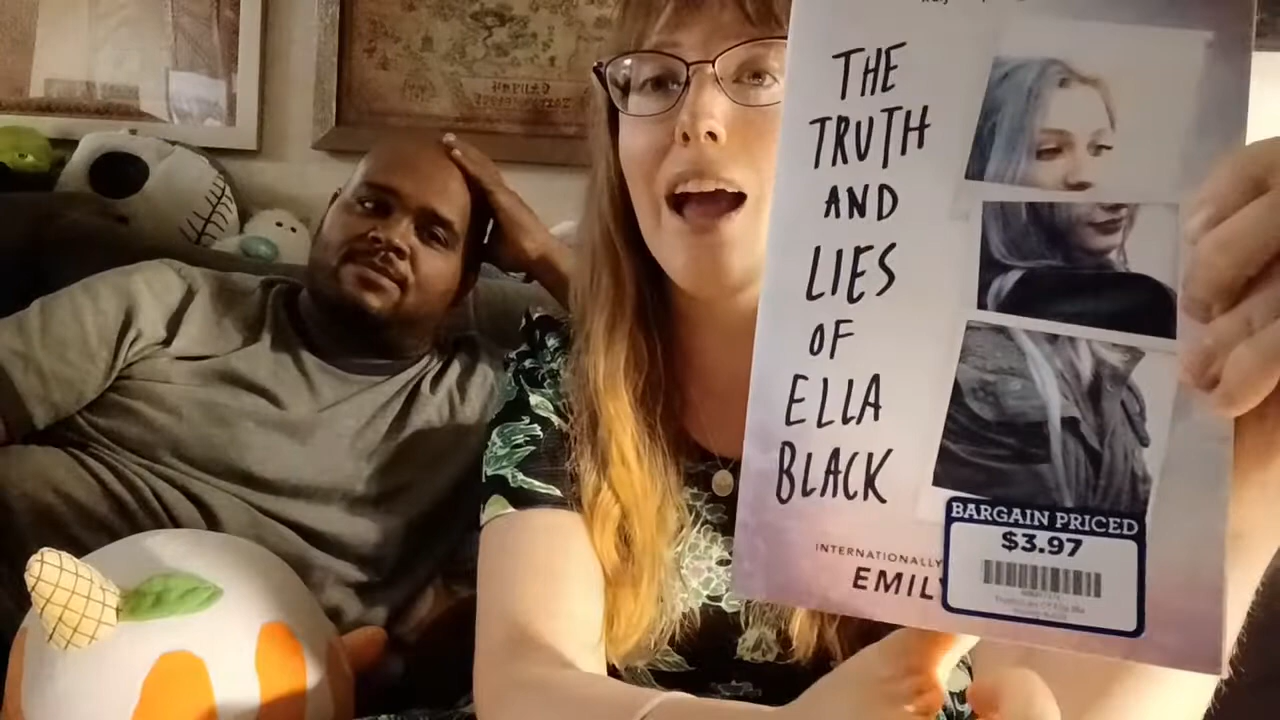 THE
TRUTH
AND
LIES
OF
ELLA
BLACK
INTERNATIONALLY
EMILY
BARGAIN PRICED
$3.97